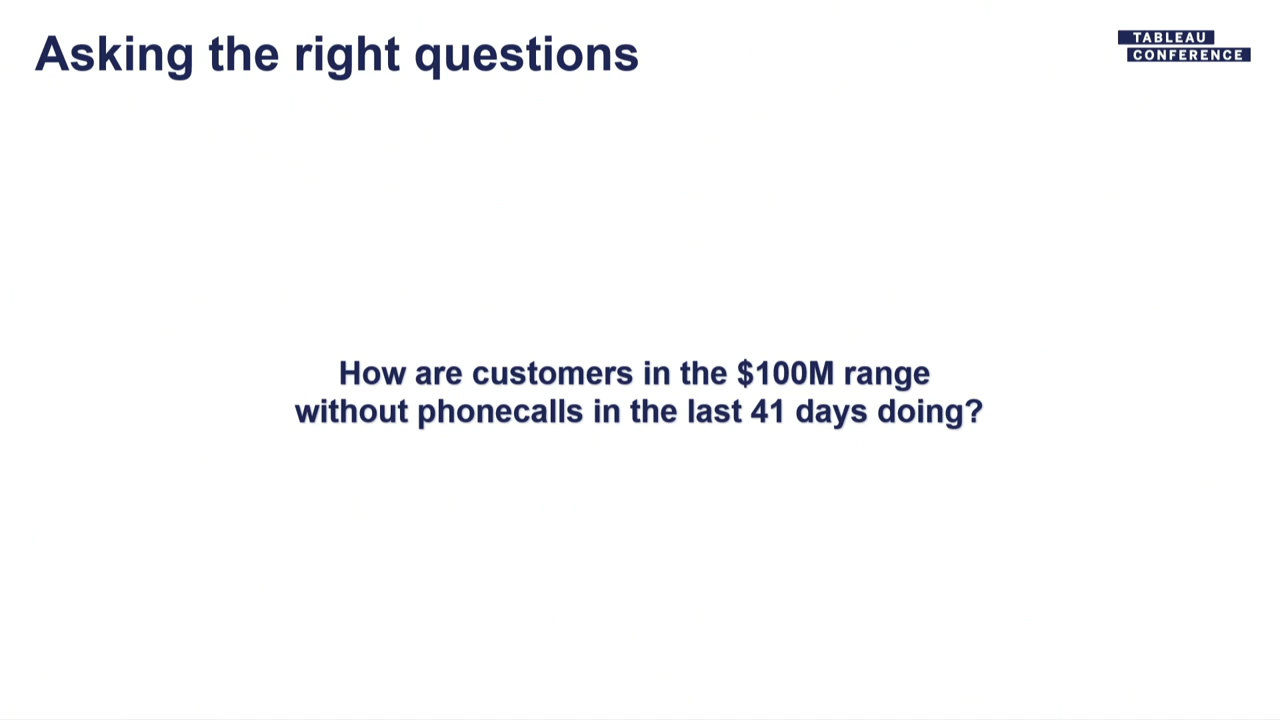 Asking the right questions
TABLEAU
CONFERENCE
How are customers in the $100M range
without phonecalls in the last 41 days doing?